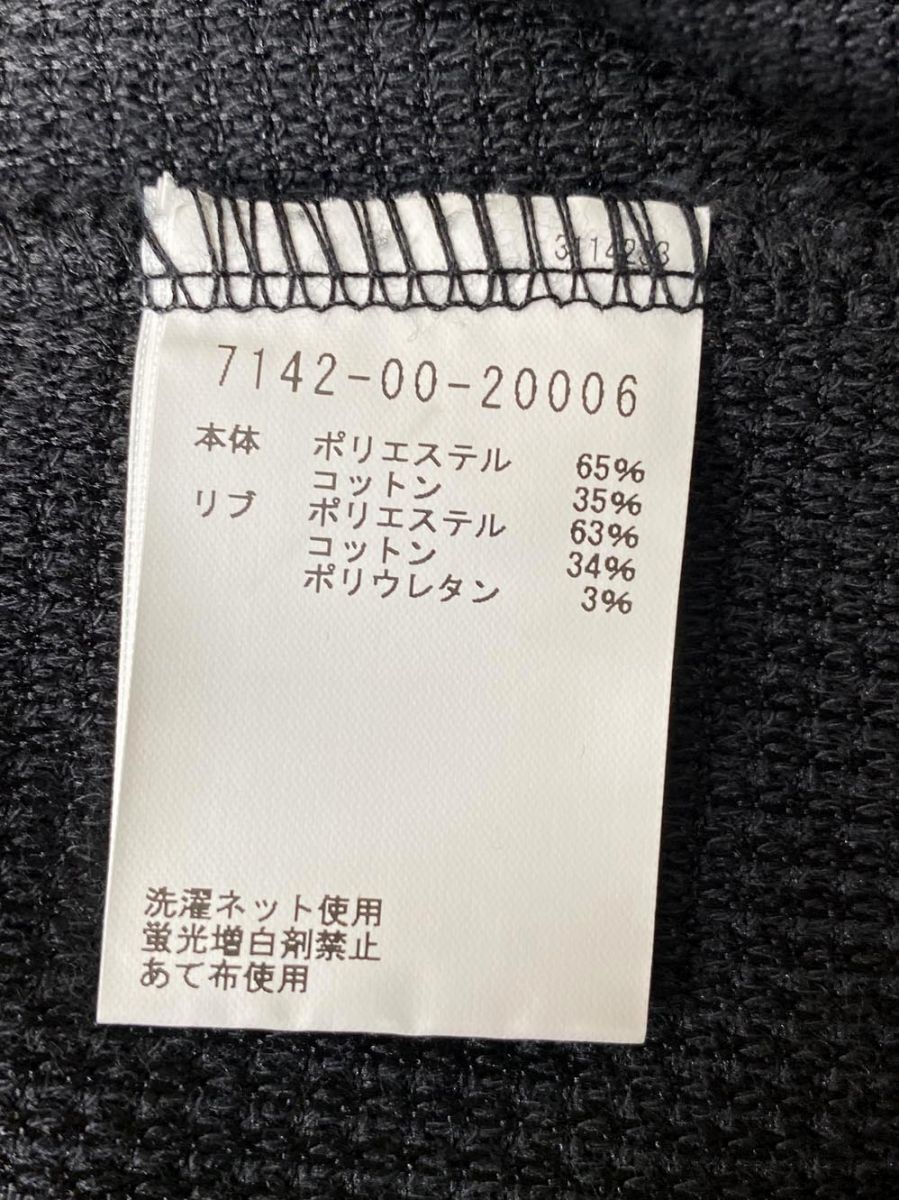 3114233
7142-00-20006
本体 ポリエステル 65%
コットン 35%
リブ ポリエステル 63%
コットン 34%
ポリウレタン 3%
洗濯ネット使用
蛍光増白剤禁止
あて布使用